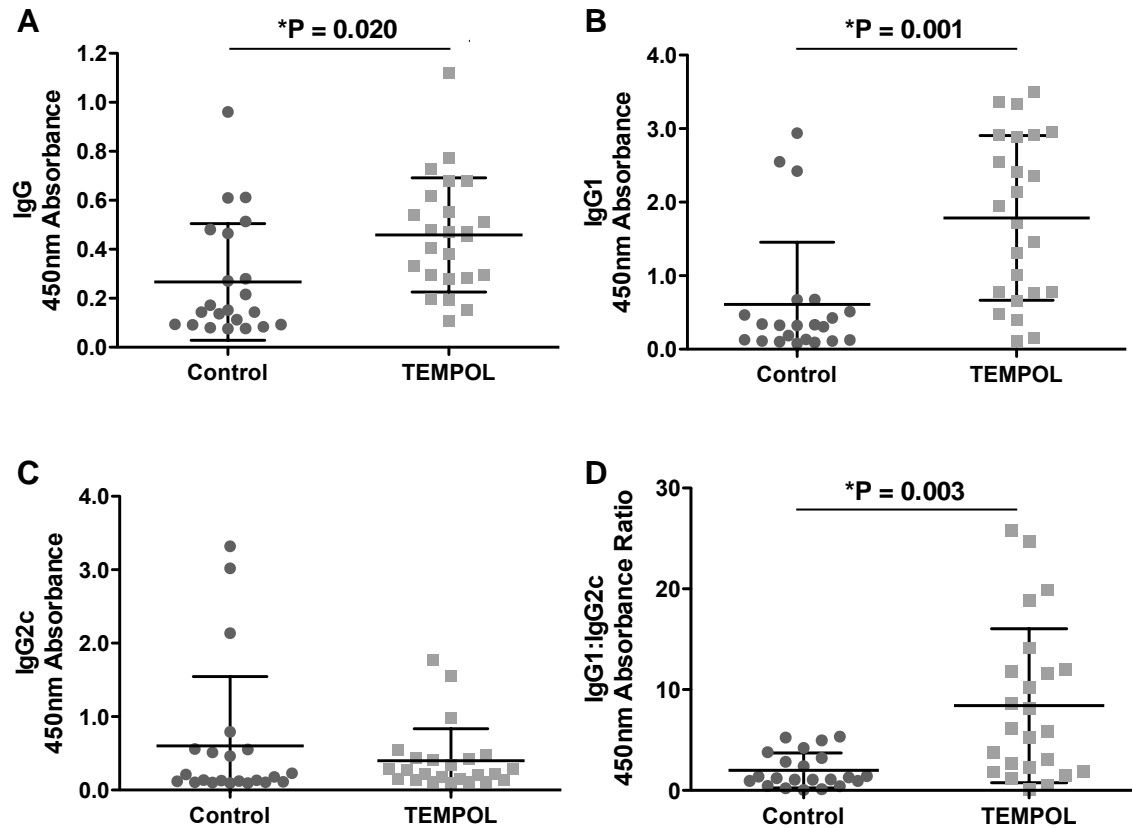 A
*P = 0.020
IgG
450nm Absorbance
1.2
1.0
0.8
0.6
0.4
0.2
0.0
Control
TEMPOL
B
*P = 0.001
IgG1
450nm Absorbance
4.0
3.0
2.0
1.0
0.0
Control
TEMPOL
C
IgG2c
450nm Absorbance
4.0
3.0
2.0
1.0
0.0
Control
TEMPOL
D
*P = 0.003
IgG1:IgG2c
450nm Absorbance Ratio
30
20
10
0
Control
TEMPOL